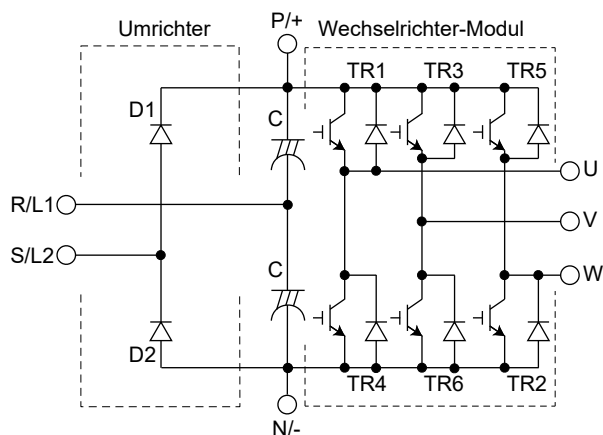 Umrichter
P/+
Wechselrichter-Modul
TR1
TR3
TR5
D1
C
U
R/L1
V
S/L2
C
W
D2
TR4
TR6
TR2
N/-